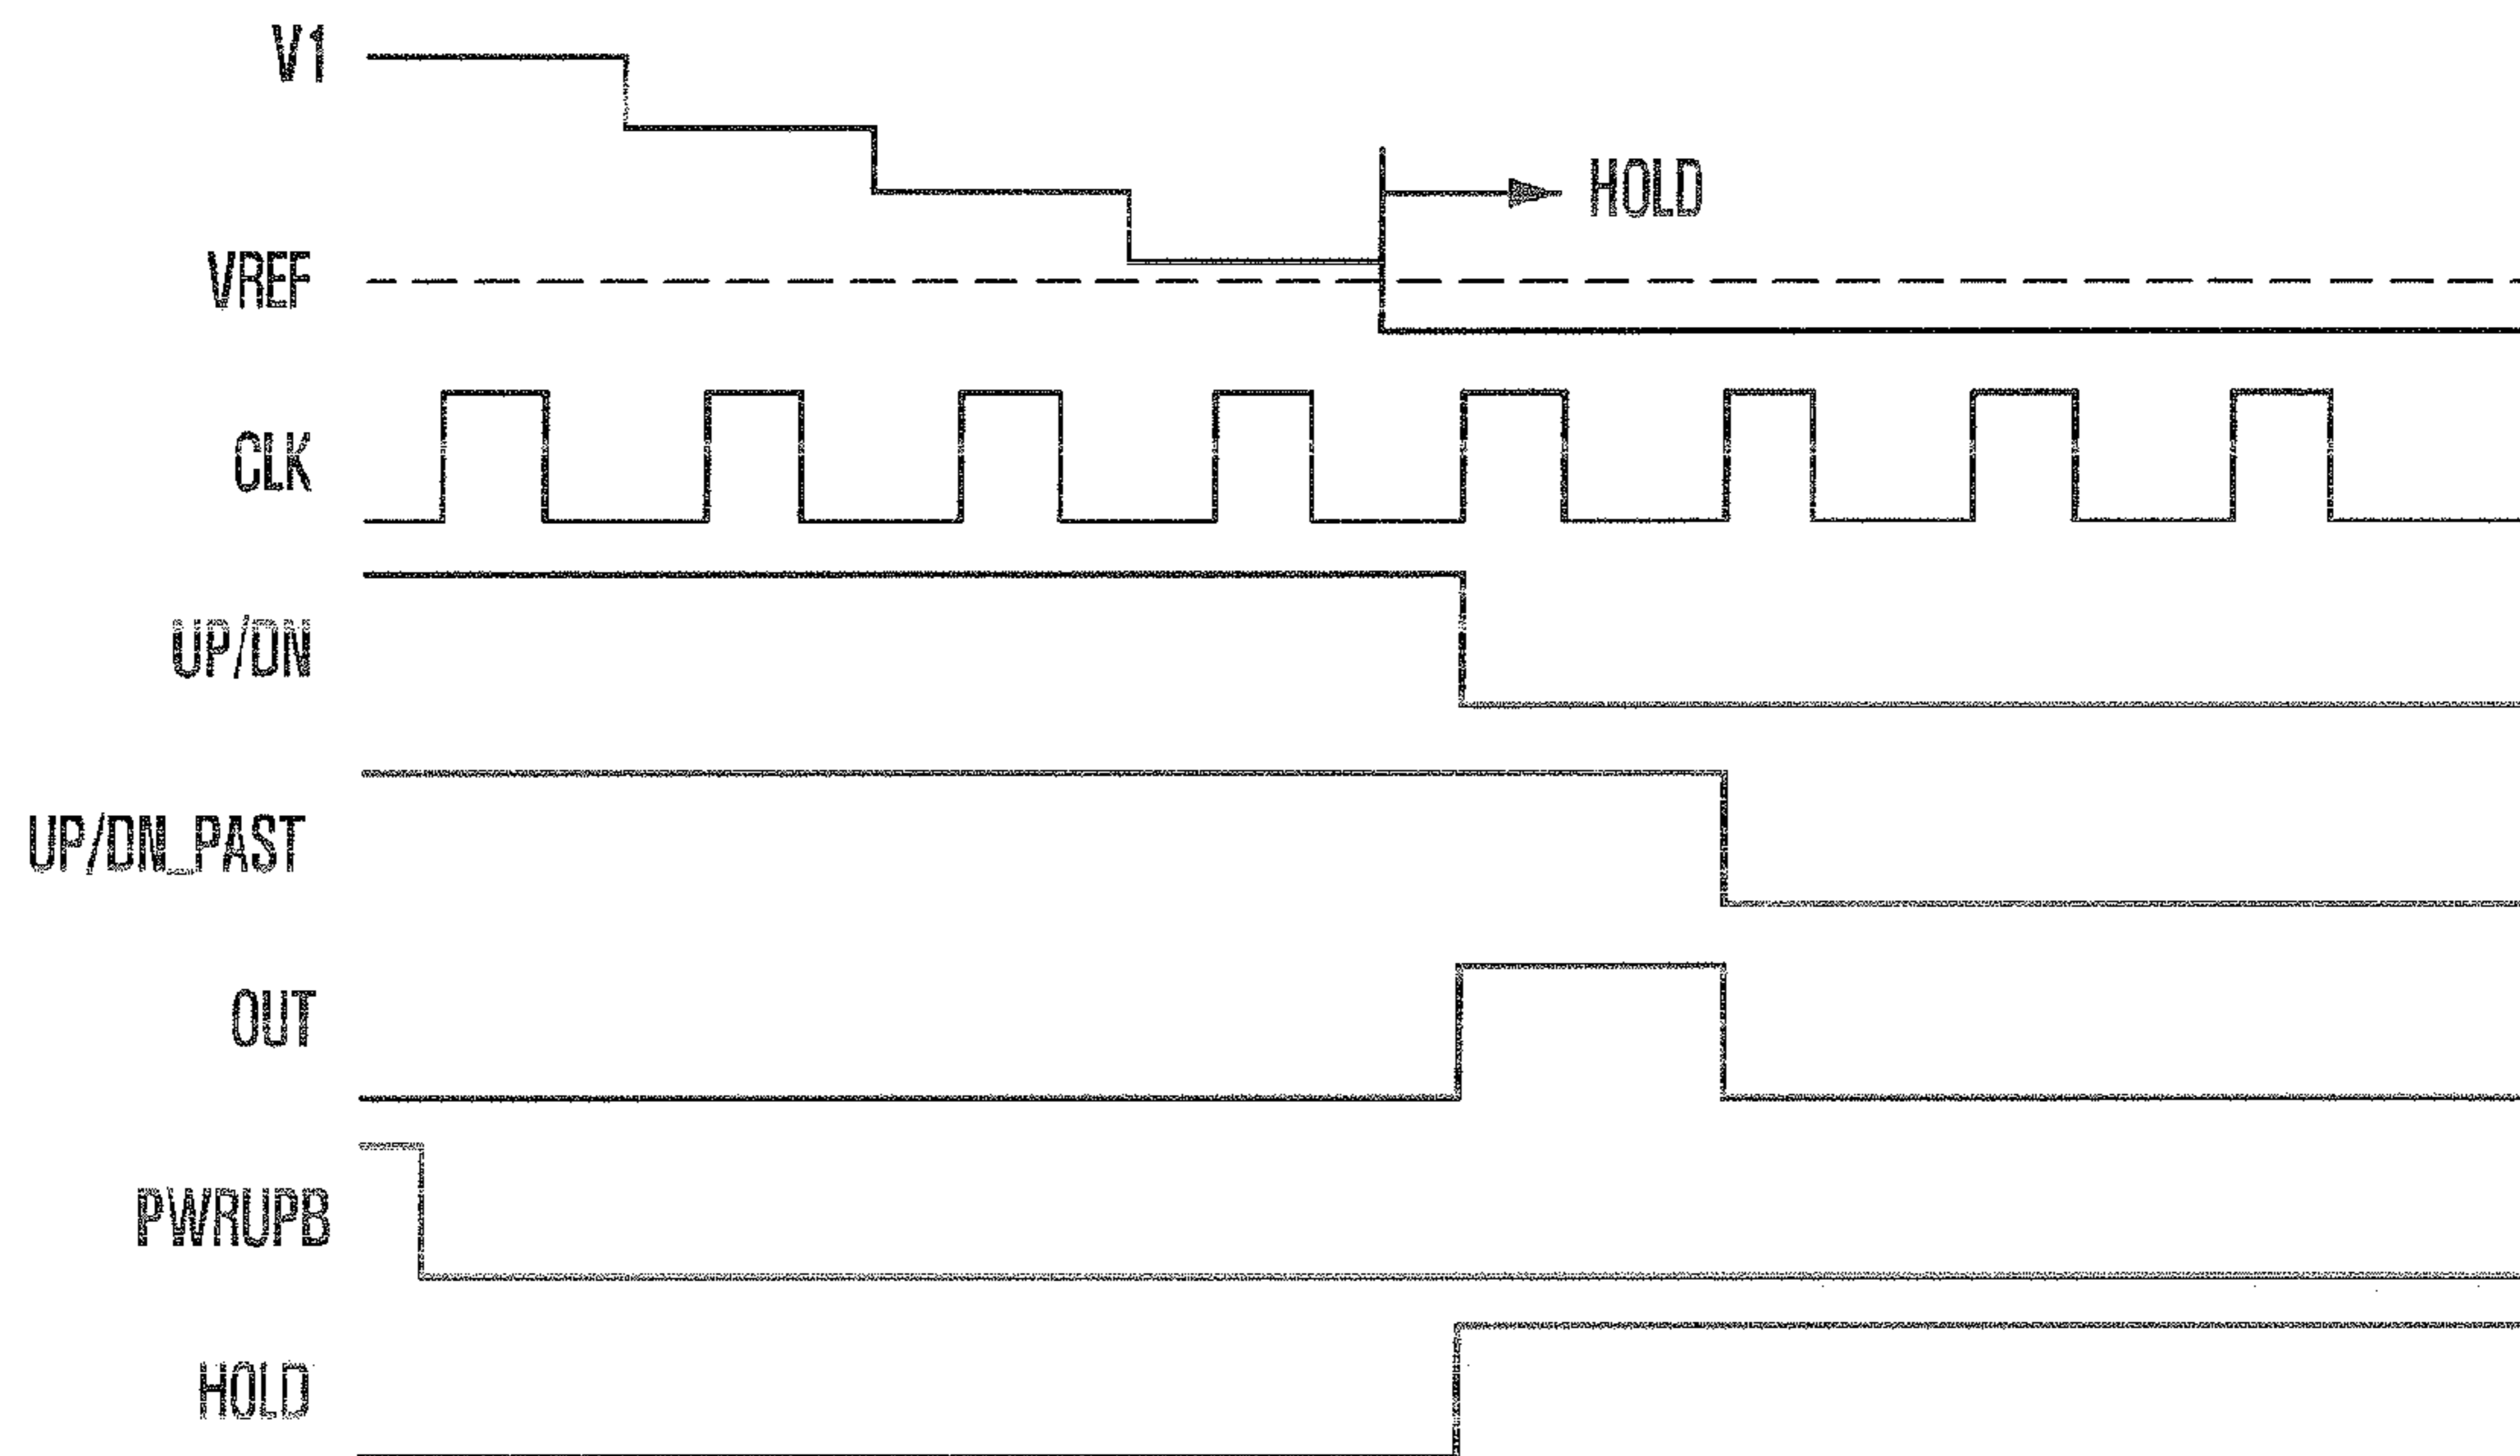 V1
HOLD
VREF
CLK
UP/DN
UP/DN_PAST
OUT
PWRUPB
HOLD